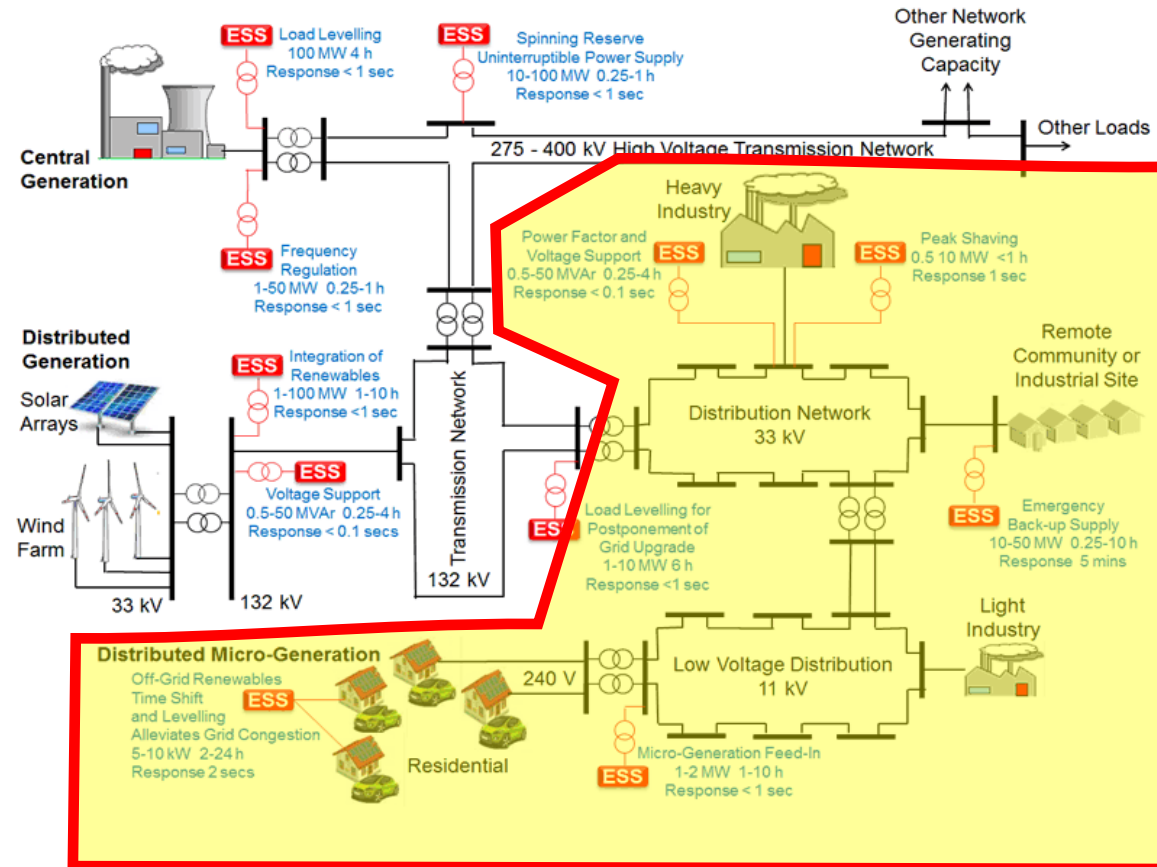 ESS
Load Levelling
100 MW 4 h
Response < 1 sec
ESS
Spinning Reserve
Uninterruptible Power Supply
10-100 MW 0.25-1 h
Response < 1 sec
Other Network
Generating
Capacity
Other Loads
Central
Generation
275 - 400 kV High Voltage Transmission Network
ESS
Frequency
Regulation
1-50 MW 0.25-1 h
Response < 1 sec
Heavy
Industry
Power Factor and
Voltage Support
0.5-50 MVAr 0.25-4 h
Response < 0.1 sec
ESS
ESS
Peak Shaving
0.5 10 MW <1 h
Response 1 sec
Distributed
Generation
Solar
Arrays
Wind
Farm
33 kV
132 kV
ESS
Integration of
Renewables
1-100 MW 1-10 h
Response <1 sec
ESS
Voltage Support
0.5-50 MVAr 0.25-4 h
Response < 0.1 secs
Transmission Network
132 kV
Distribution Network
33 kV
Remote
Community or
Industrial Site
ESS
Load Levelling for
Postponement of
Grid Upgrade
1-10 MW 6 h
Response <1 sec
ESS
Emergency
Back-up Supply
10-50 MW 0.25-10 h
Response 5 mins
Light
Industry
Distributed Micro-Generation
Off-Grid Renewables
Time Shift
and Levelling
Alleviates Grid Congestion
5-10 kW 2-24 h
Response 2 secs
ESS
Residential
240 V
Low Voltage Distribution
11 kV
ESS
Micro-Generation Feed-In
1-2 MW 1-10 h
Response < 1 sec